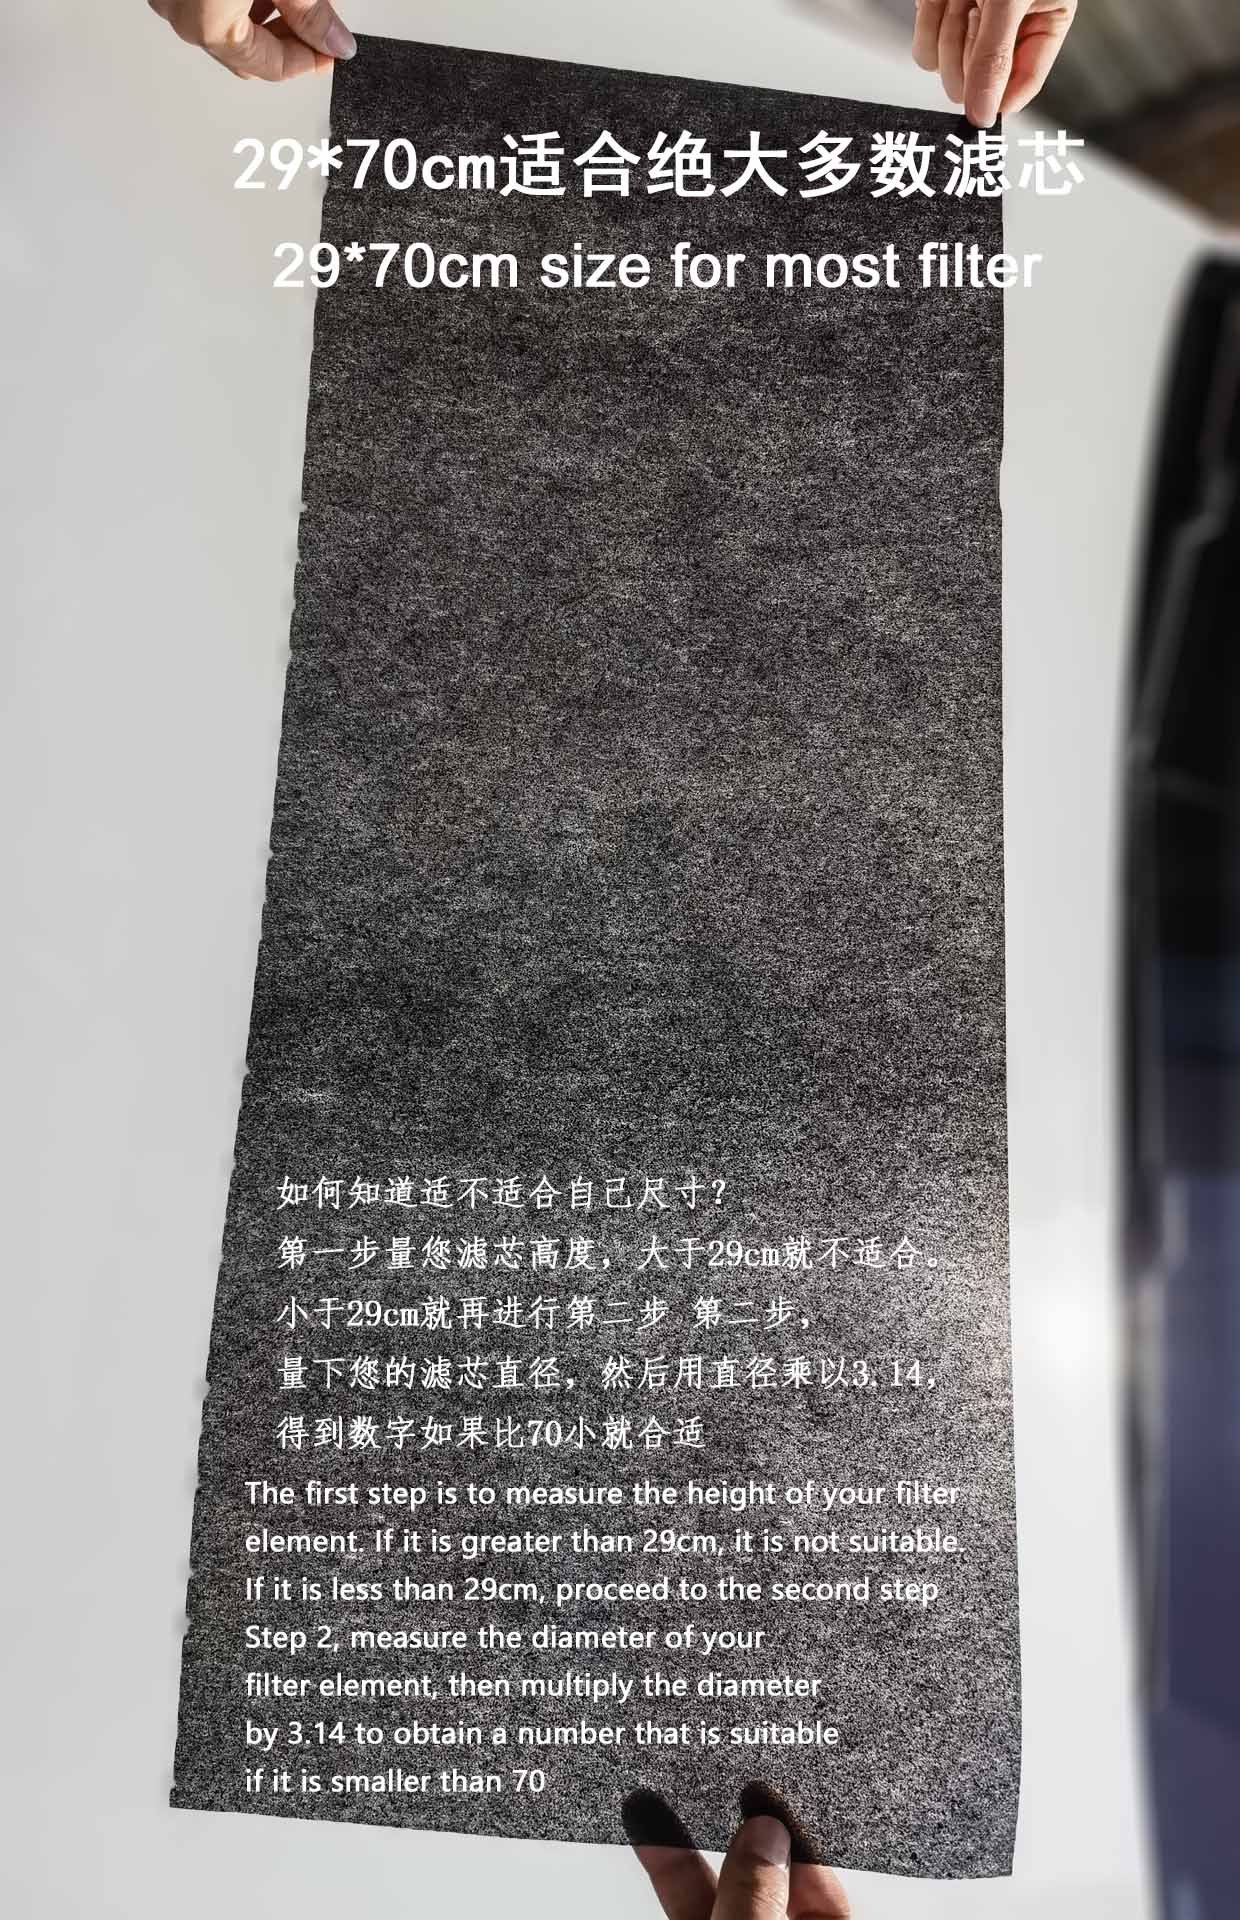 29*70cm适合绝大多数滤芯
29*70cm size for most filter
如何知道适不适合自己尺寸?
第一步量您滤芯高度，大于29cm就不适合。
小于29cm就再进行第二步 第二步，
量下您的滤芯直径，然后用直径乘以3.14，
得到数字如果比70小就合适
The first step is to measure the height of your filter
element. If it is greater than 29cm, it is not suitable.
If it is less than 29cm, proceed to the second step
Step 2, measure the diameter of your
filter element, then multiply the diameter
by 3.14 to obtain a number that is suitable
if it is smaller than 70